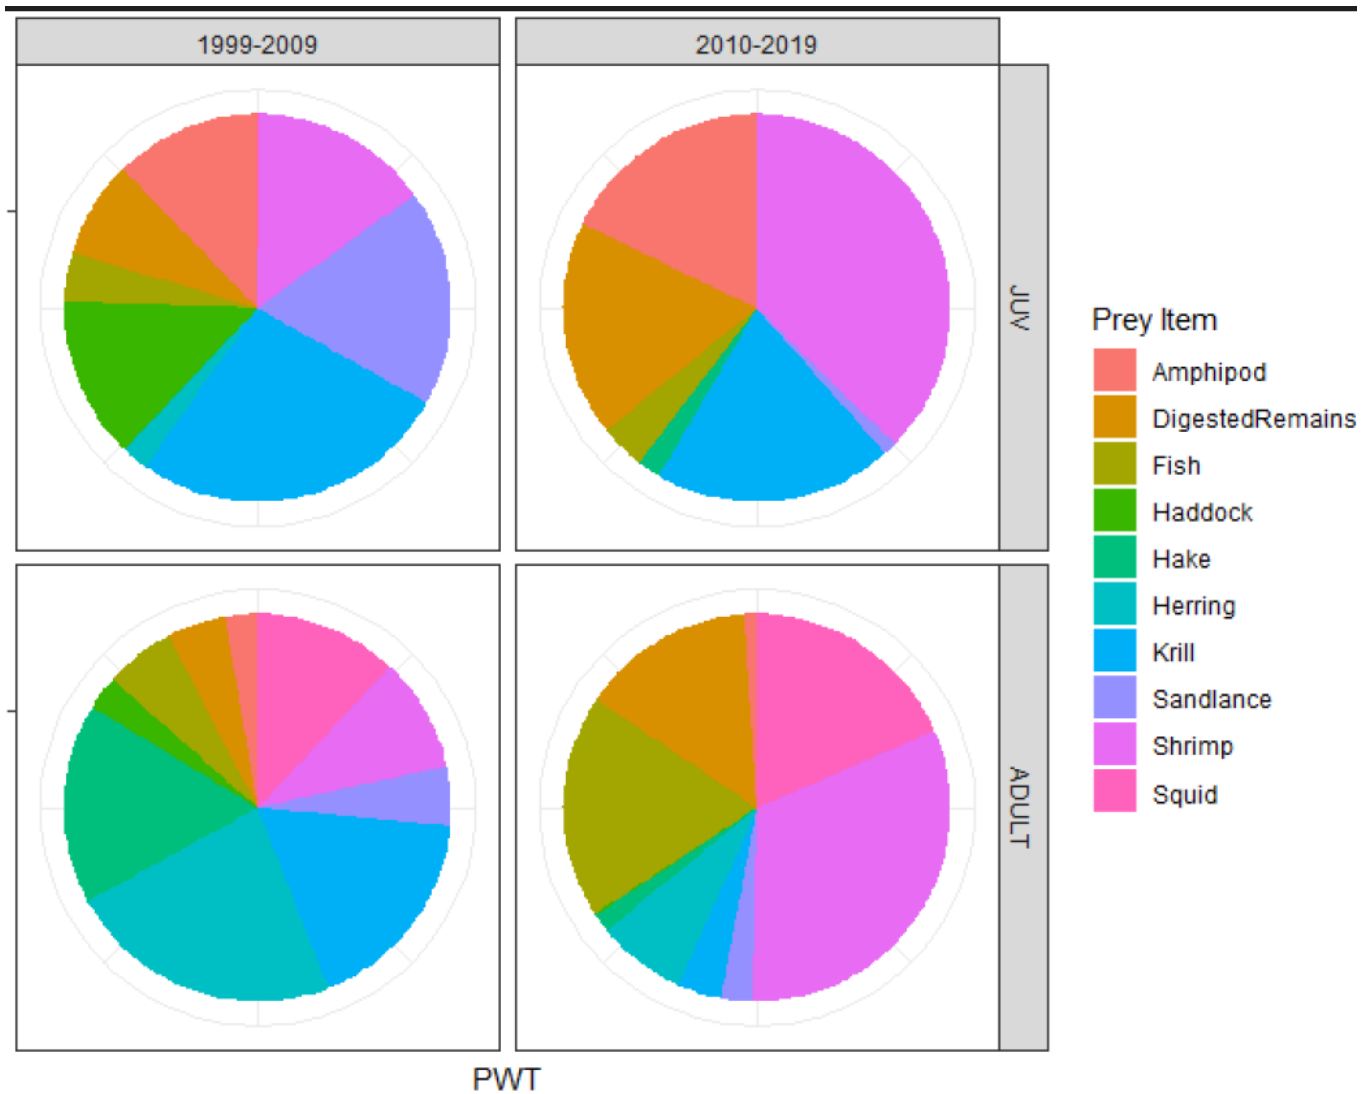 1999-2009
2010-2019
JUV
ADULT
PWT
Prey Item
Amphipod
DigestedRemains
Fish
Haddock
Hake
Herring
Krill
Sandlance
Shrimp
Squid